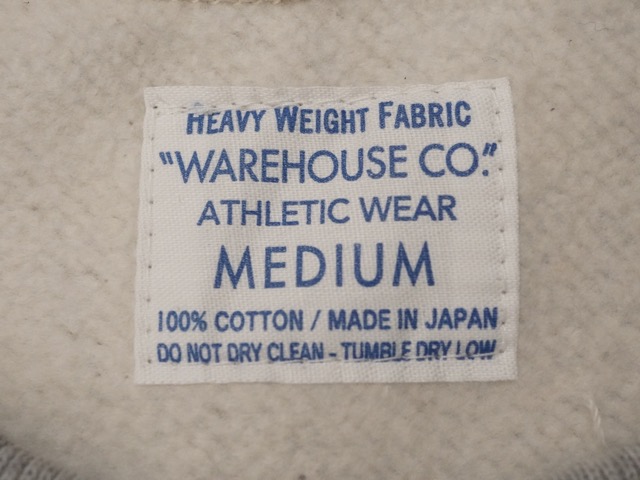 HEAVY WEIGHT FABRIC
"WAREHOUSE CO."
ATHLETIC WEAR
MEDIUM
100% COTTON / MADE IN JAPAN
DO NOT DRY CLEAN - TUMBLE DRY LOW